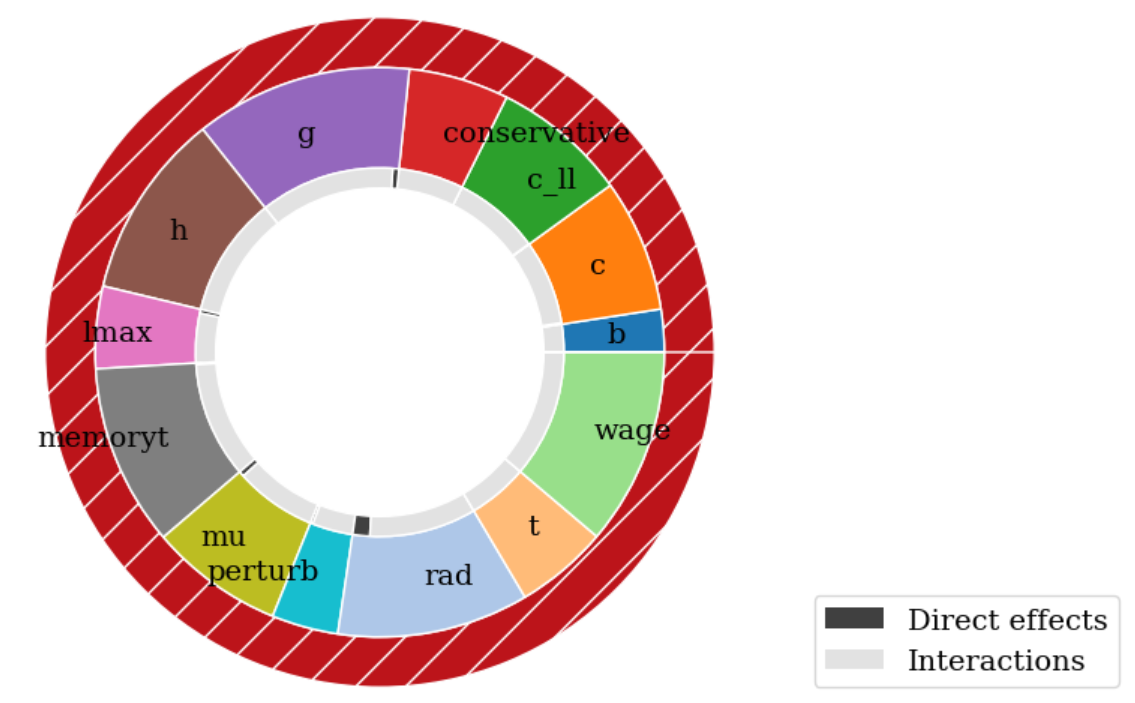 conservative
g
c_ll
h
c
lmax
b
memoryt
wage
mu
t
perturb
rad
Direct effects
Interactions